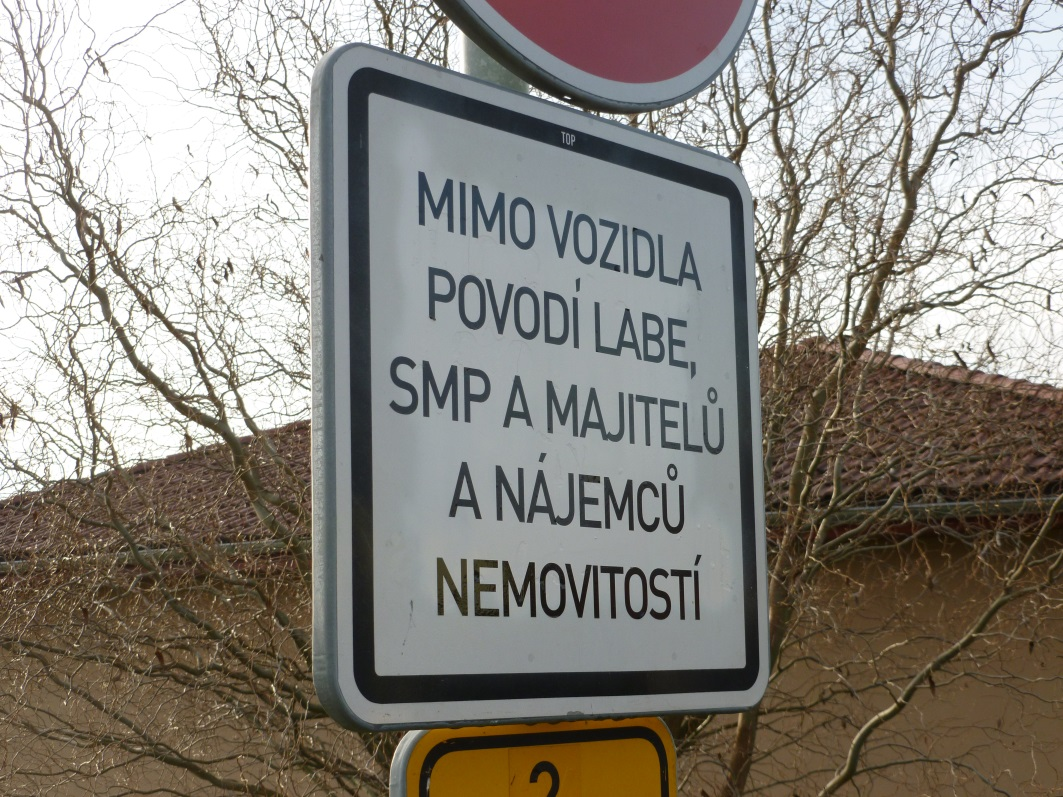 TOP
MIMO VOZIDLA
POVODÍ LABE,
SMP A MAJITELŮ
A NÁJEMCŮ
NEMOVITOSTÍ
2